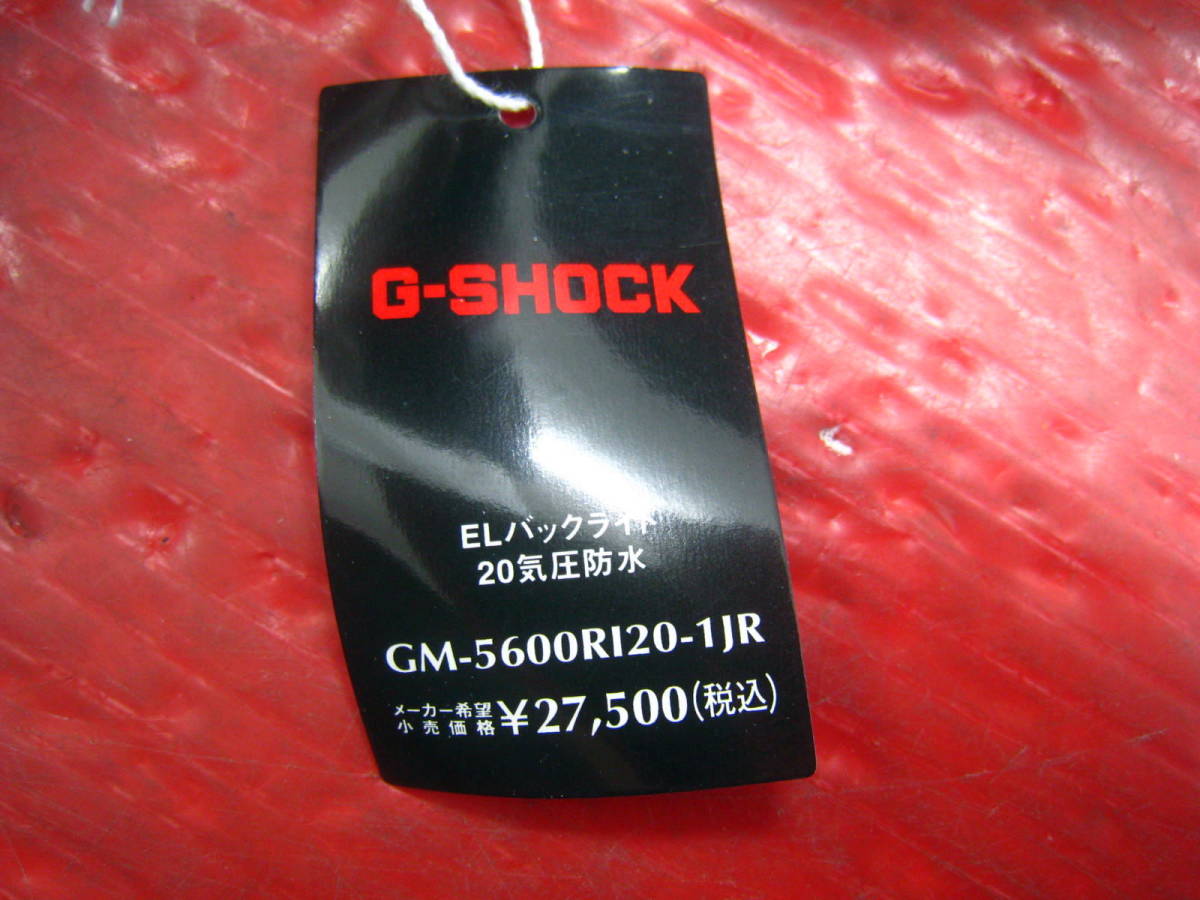 G-SHOCK
ELバックライト
20気圧防水
GM-5600RI20-1JR
メーカー希望
小売価格 ¥27,500(税込)